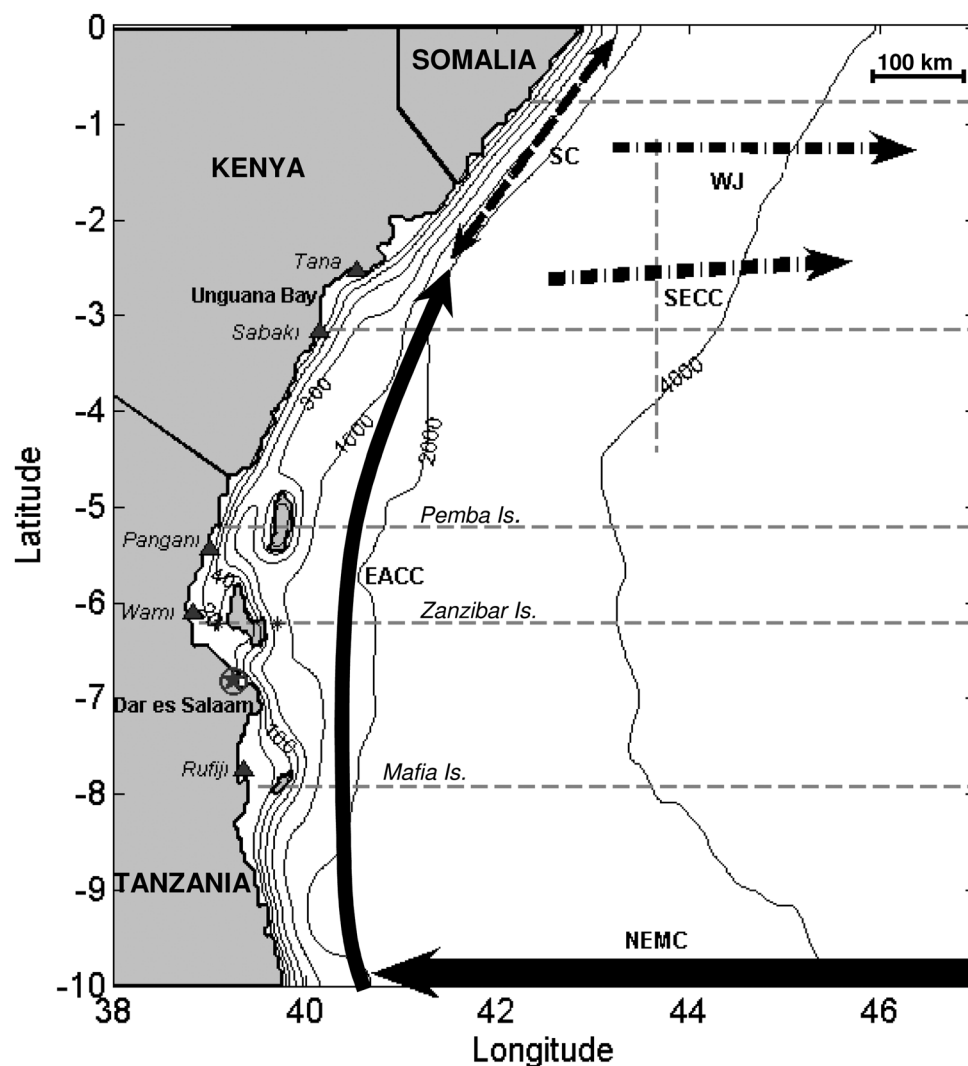 0
SOMALIA
100 km
-1
KENYA
SC
WJ
-2
Tana
Unguana Bay
SECC
-3
Sabaki
300
4000
-4
1000
2000
Latitude
-5
Pemba Is.
Pangani
EACC
40
-6
Wami
Zanzibar Is.
-7
Dar es Salaam
100
Rufiji
Mafia Is.
-8
-9
TANZANIA
NEMC
-10
38
40
42
44
46
Longitude